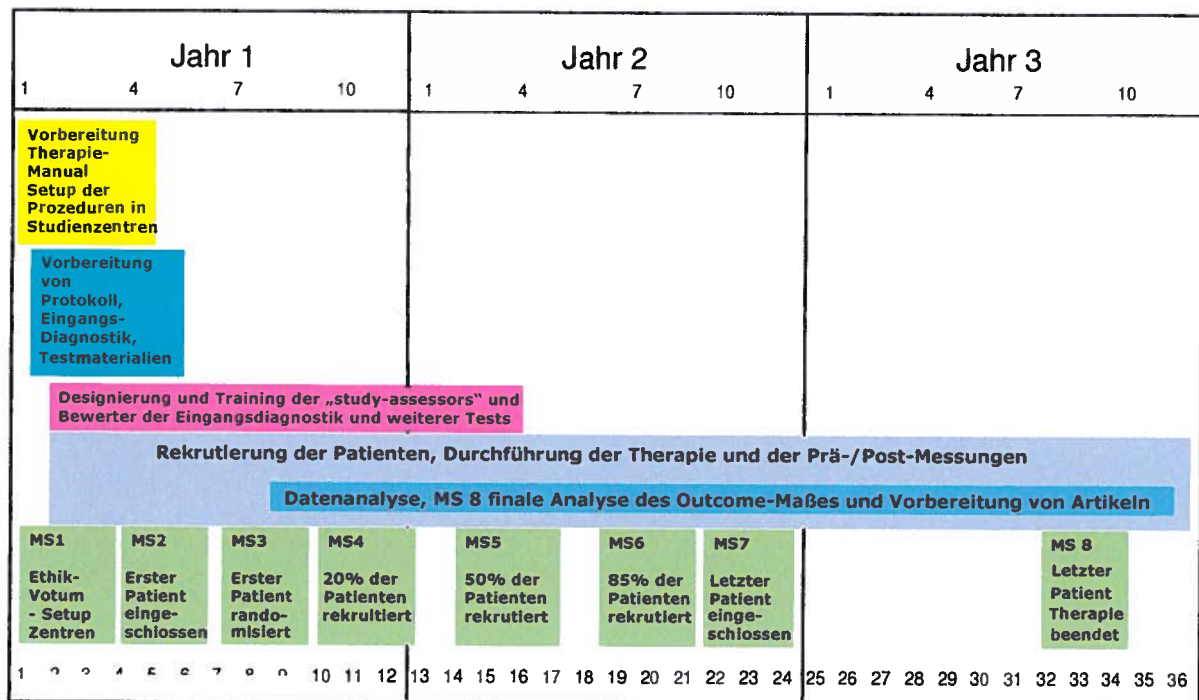 Jahr 1
Jahr 2
Jahr 3
1 4 7 10 1 4 7 10 1 4 7 10
Vorbereitung
Therapie-
Manual
Setup der
Prozeduren in
Studienzentren
Vorbereitung
von
Protokoll,
Eingangs-
Diagnostik,
Testmaterialien
Designierung und Training der „study-assessors" und
Bewerter der Eingangsdiagnostik und weiterer Tests
Rekrutierung der Patienten, Durchführung der Therapie und der Prä-/Post-Messungen
Datenanalyse, MS 8 finale Analyse des Outcome-Maßes und Vorbereitung von Artikeln
MS1
Ethik-
Votum
- Setup
Zentren
MS2
Erster
Patient
einge-
schlossen
MS3
Erster
Patient
rando-
misiert
MS4
20% der
Patienten
rekrutiert
MS5
50% der
Patienten
rekrutiert
MS6
85% der
Patienten
rekrutiert
MS7
Letzter
Patient
einge-
schlossen
MS 8
Letzter
Patient
Therapie
beendet
1 10 11 12 13 14 15 16 17 18 19 20 21 22 23 24 25 26 27 28 29 30 31 32 33 34 35 36